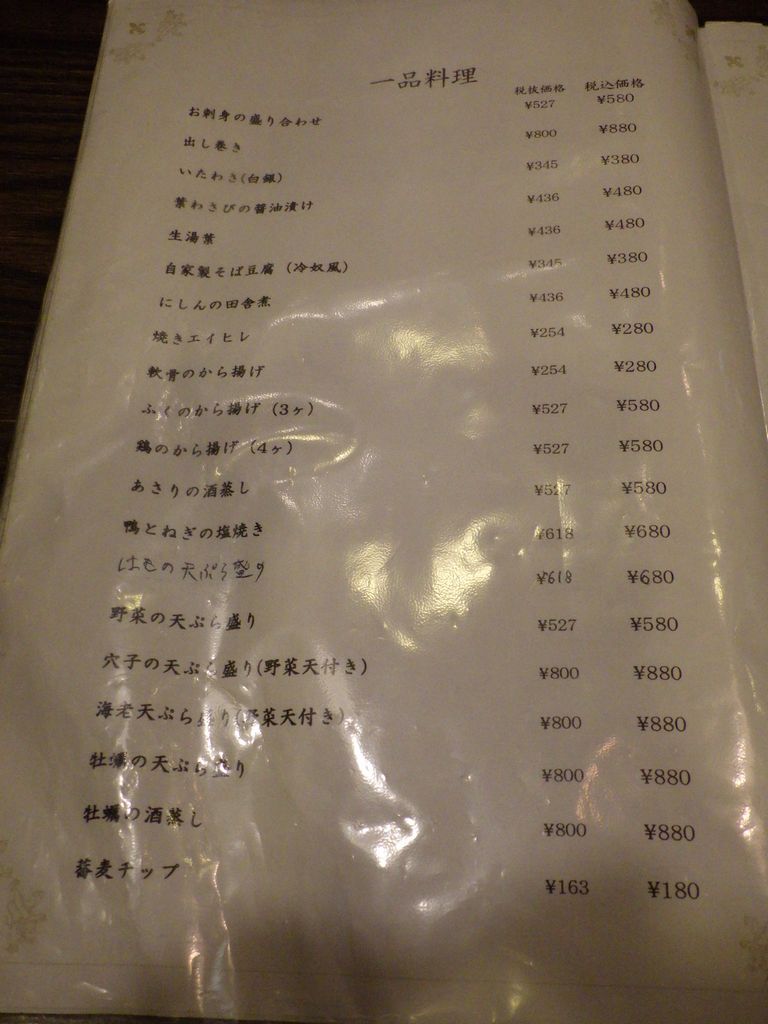 一品料理
税抜価格 税込価格
お刺身の盛り合わせ ¥527 ¥580
出し巻き ¥800 ¥880
いたわさ(白銀) ¥345 ¥380
葉わさびの醤油漬け ¥436 ¥480
生湯葉 ¥436 ¥480
自家製そば豆腐(冷奴風) ¥345 ¥380
にしんの田舎煮 ¥436 ¥480
焼きエイヒレ ¥254 ¥280
軟骨のから揚げ ¥254 ¥280
ふくのから揚げ(3ヶ) ¥527 ¥580
鶏のから揚げ(4ヶ) ¥527 ¥580
あさりの酒蒸し ¥527 ¥580
鴨とねぎの塩焼き ¥618 ¥680
はもの天ぷら盛り ¥618 ¥680
野菜の天ぷら盛り ¥527 ¥580
穴子の天ぷら盛り(野菜天付き) ¥800 ¥880
海老天ぷら盛り(野菜天付き) ¥800 ¥880
牡蠣の天ぷら盛り ¥800 ¥880
牡蠣の酒蒸し ¥800 ¥880
蕎麦チップ ¥163 ¥180